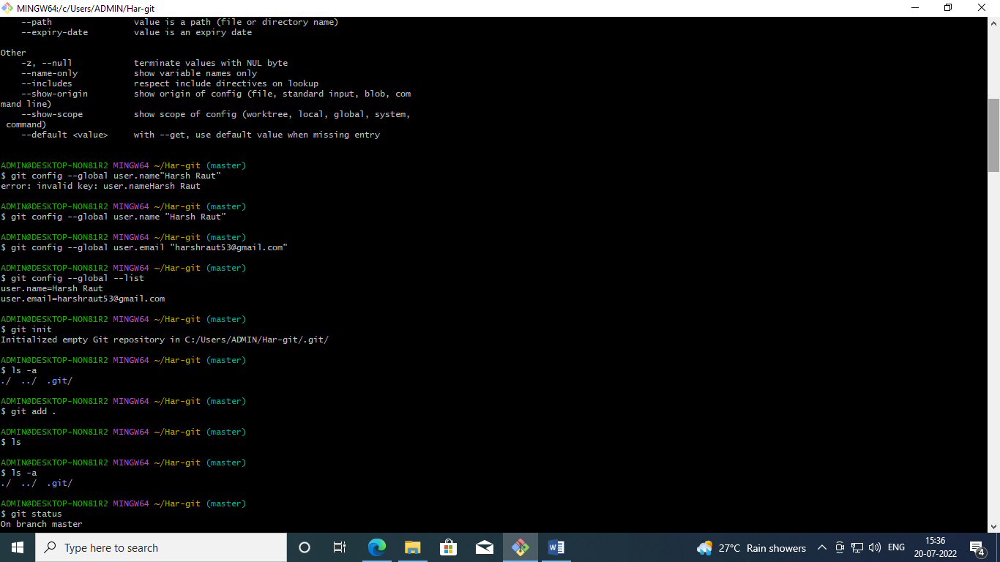 MINGW64:/c/Users/ADMIN/Har-git
--path value is a path (file or directory name)
--expiry-date value is an expiry date
Other
-z, --null terminate values with NUL byte
--name-only show variable names only
--includes respect include directives on lookup
--show-origin show origin of config (file, standard input, blob, com
mand line)
--show-scope show scope of config (worktree, local, global, system,
command)
--default <value> with --get, use default value when missing entry
ADMIN@DESKTOP-NON81R2 MINGW64 ~/Har-git (master)
$ git config --global user.name"Harsh Raut"
error: invalid key: user.nameHarsh Raut
ADMIN@DESKTOP-NON81R2 MINGW64 ~/Har-git (master)
$ git config --global user.name "Harsh Raut"
ADMIN@DESKTOP-NON81R2 MINGW64 ~/Har-git (master)
$ git config --global user.email "harshraut53@gmail.com"
ADMIN@DESKTOP-NON81R2 MINGW64 ~/Har-git (master)
$ git config --global --list
user.name=Harsh Raut
user.email=harshraut53@gmail.com
ADMIN@DESKTOP-NON81R2 MINGW64 ~/Har-git (master)
$ git init
Initialized empty Git repository in C:/Users/ADMIN/Har-git/.git/
ADMIN@DESKTOP-NON81R2 MINGW64 ~/Har-git (master)
$ ls -a
./ ../ .git/
ADMIN@DESKTOP-NON81R2 MINGW64 ~/Har-git (master)
$ git add .
ADMIN@DESKTOP-NON81R2 MINGW64 ~/Har-git (master)
$ ls
ADMIN@DESKTOP-NON81R2 MINGW64 ~/Har-git (master)
$ ls -a
./ ../ .git/
ADMIN@DESKTOP-NON81R2 MINGW64 ~/Har-git (master)
$ git status
On branch master
Type here to search
27°C Rain showers
ENG
15:36
20-07-2022
4